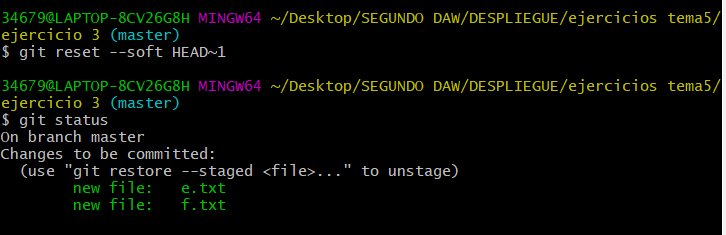 34679@LAPTOP-8CV26G8H MINGW64 ~/Desktop/SEGUNDO DAW/DESPLIEGUE/ejercicios tema5/
ejercicio 3 (master)
$ git reset --soft HEAD~1
34679@LAPTOP-8CV26G8H MINGW64 ~/Desktop/SEGUNDO DAW/DESPLIEGUE/ejercicios tema5/
ejercicio 3 (master)
$ git status
On branch master
Changes to be committed:
  (use "git restore --staged <file>..." to unstage)
        new file:   e.txt
        new file:   f.txt